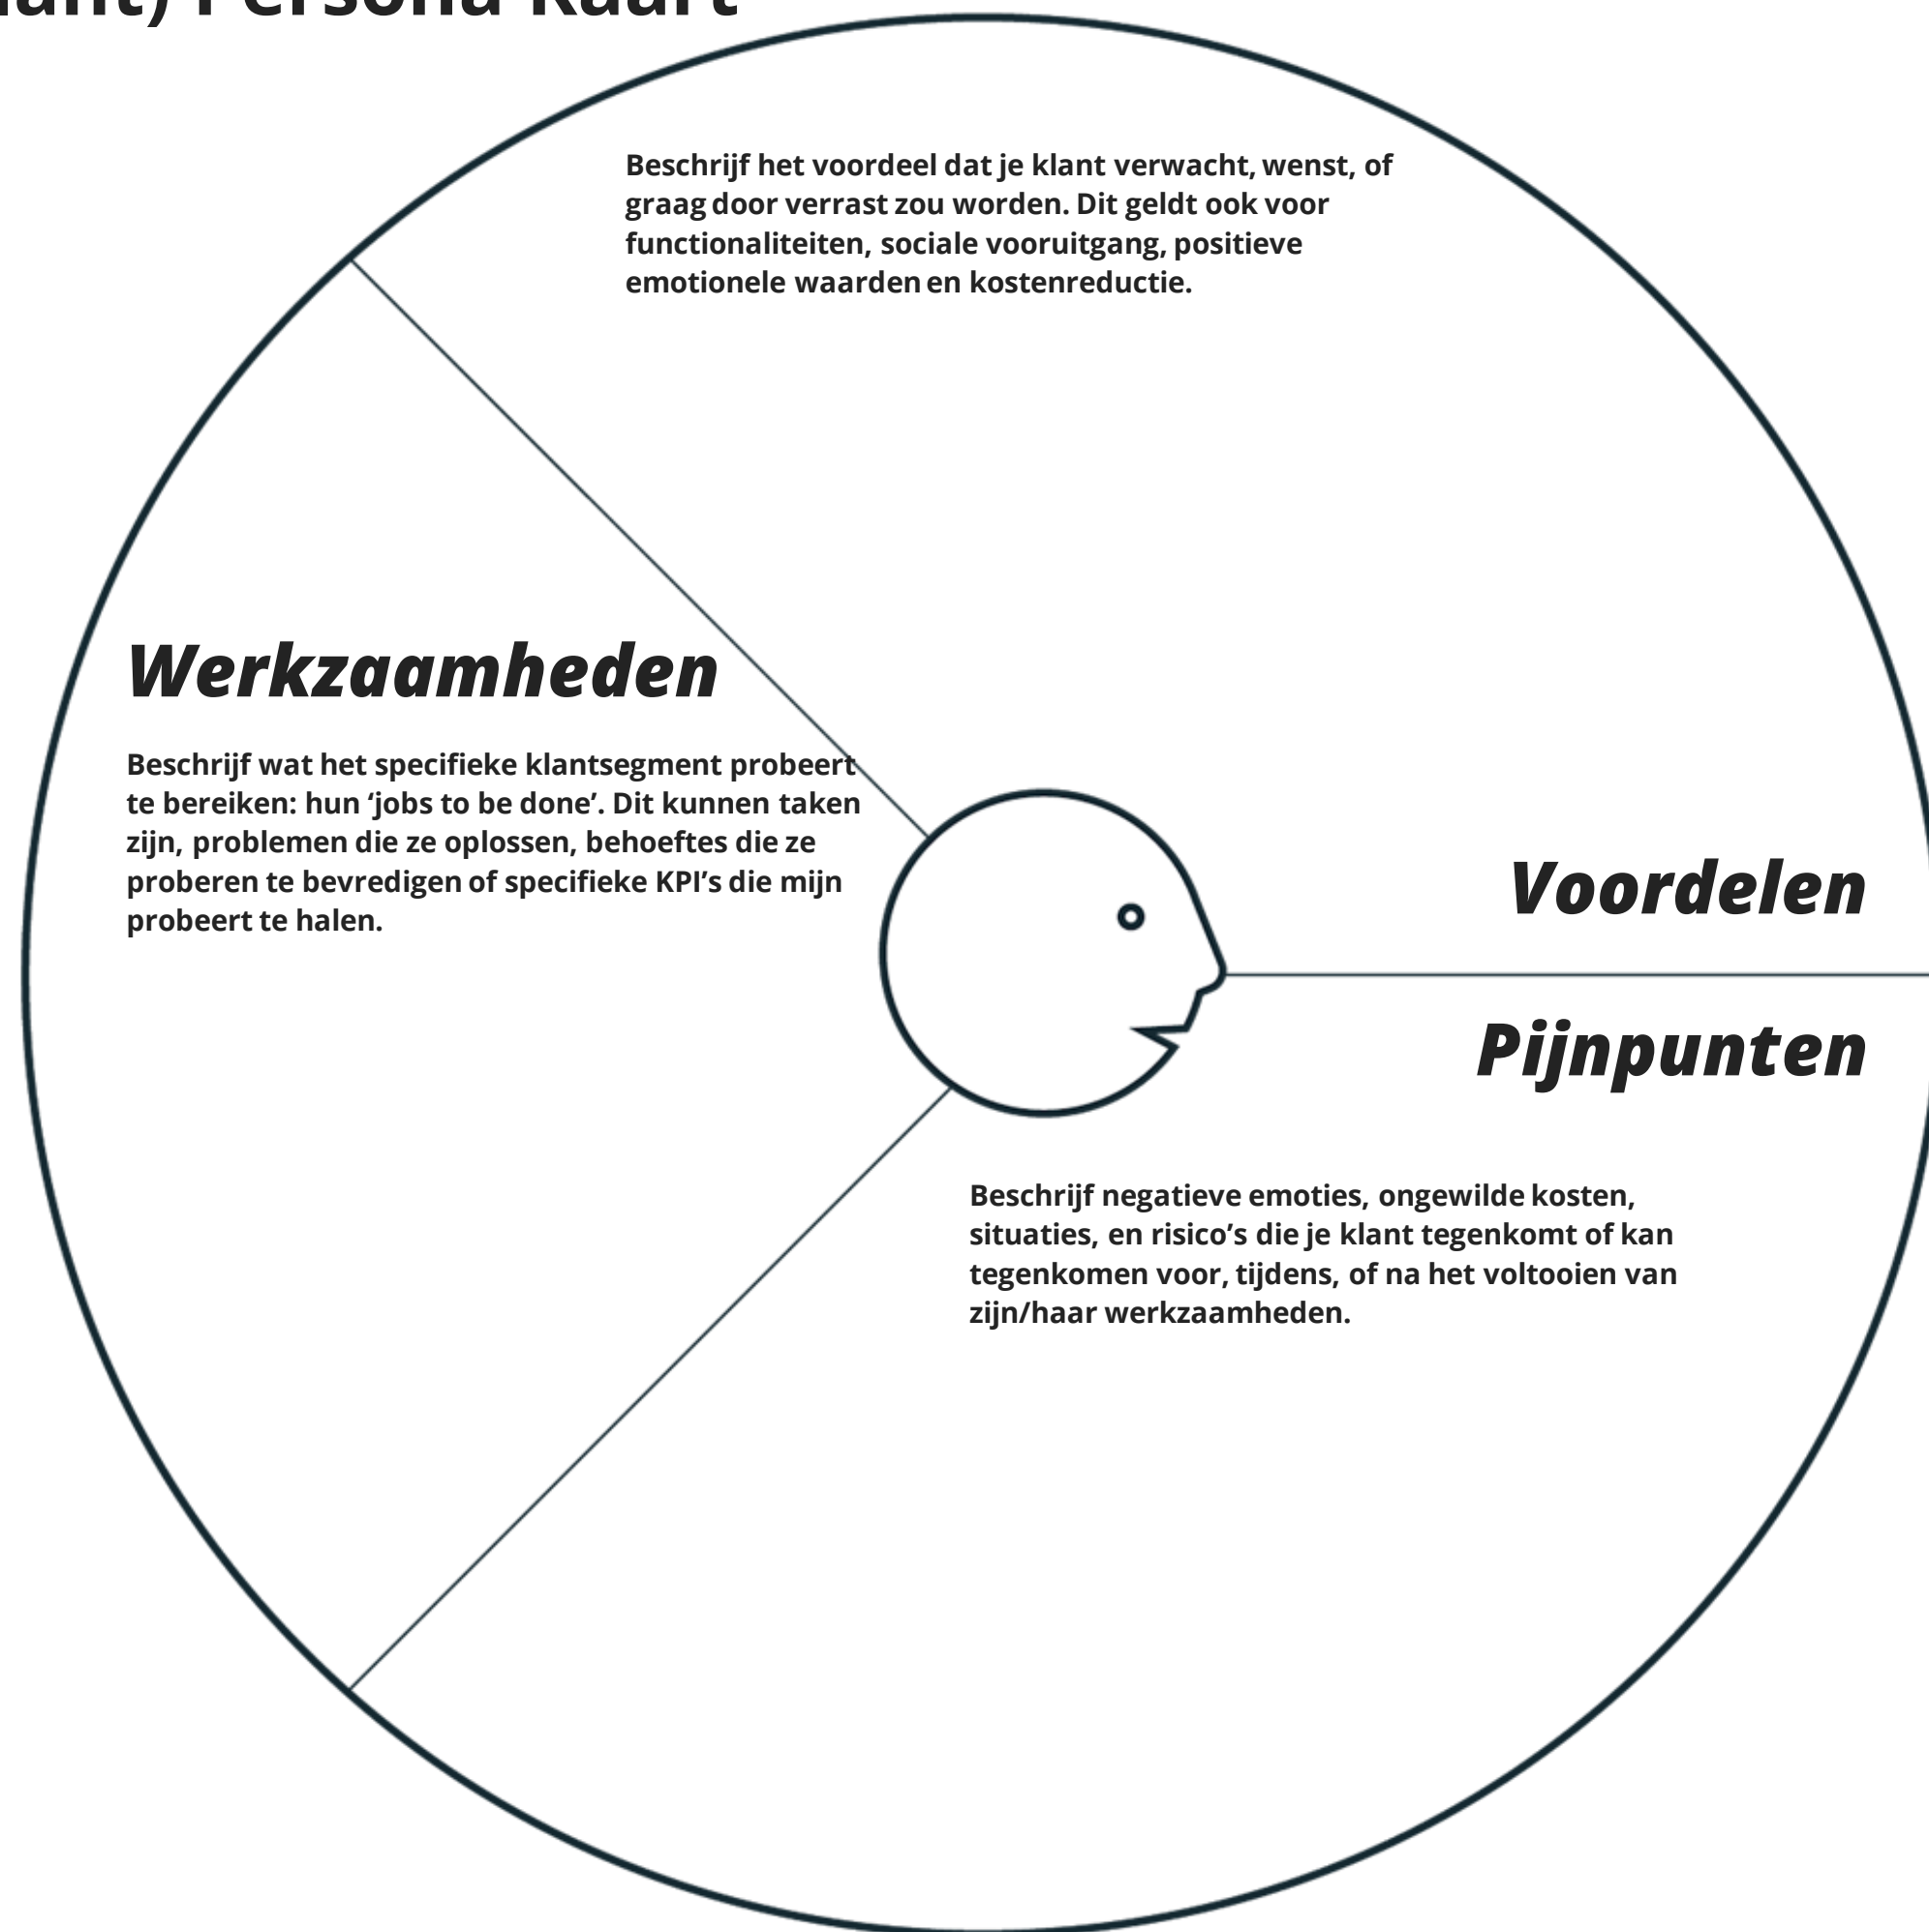 Persona Kaart
Beschrijf het voordeel dat je klant verwacht, wenst, of
graag door verrast zou worden. Dit geldt ook voor
functionaliteiten, sociale vooruitgang, positieve
emotionele waarden en kostenreductie.
Werkzaamheden
Beschrijf wat het specifieke klantsegment probeert
te bereiken: hun ‘jobs to be done’. Dit kunnen taken
zijn, problemen die ze oplossen, behoeftes die ze
proberen te bevredigen of specifieke KPI’s die mijn
probeert te halen.
Voordelen
Pijnpunten
Beschrijf negatieve emoties, ongewilde kosten,
situaties, en risico’s die je klant tegenkomt of kan
tegenkomen voor, tijdens, of na het voltooien van
zijn/haar werkzaamheden.